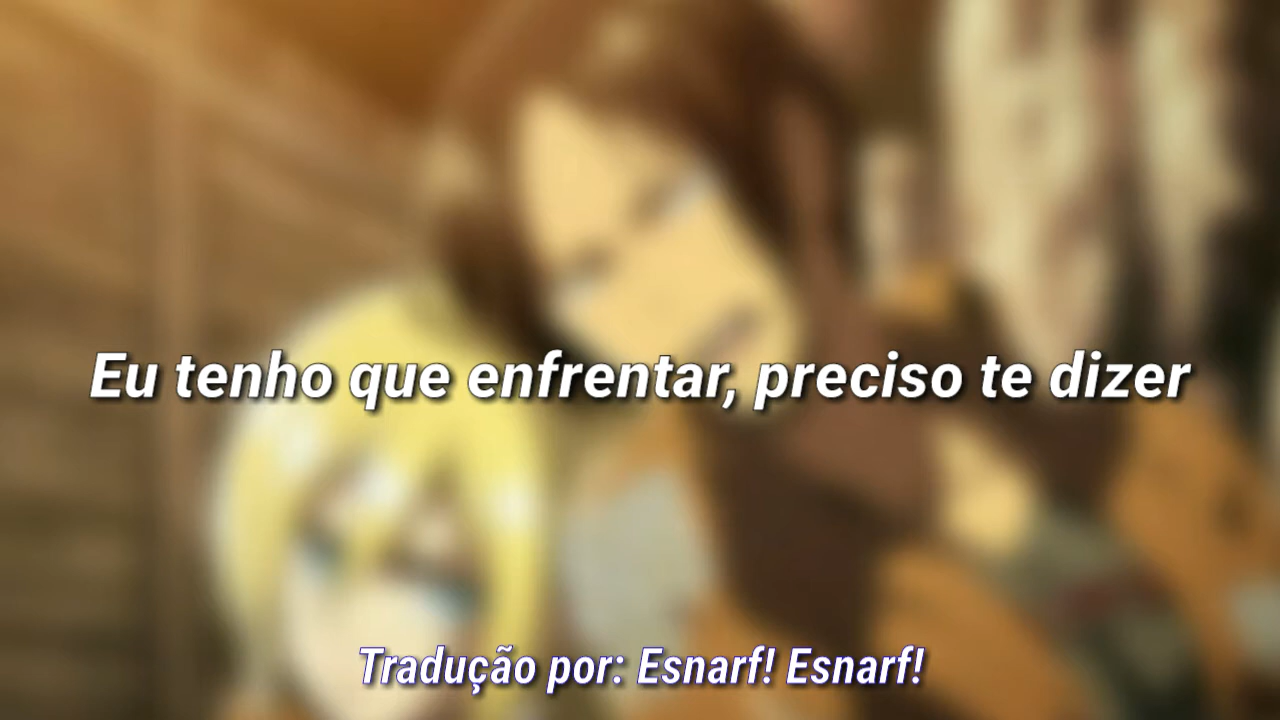 Eu tenho que enfrentar, preciso te dizer
Tradução por: Esnarf! Esnarf!